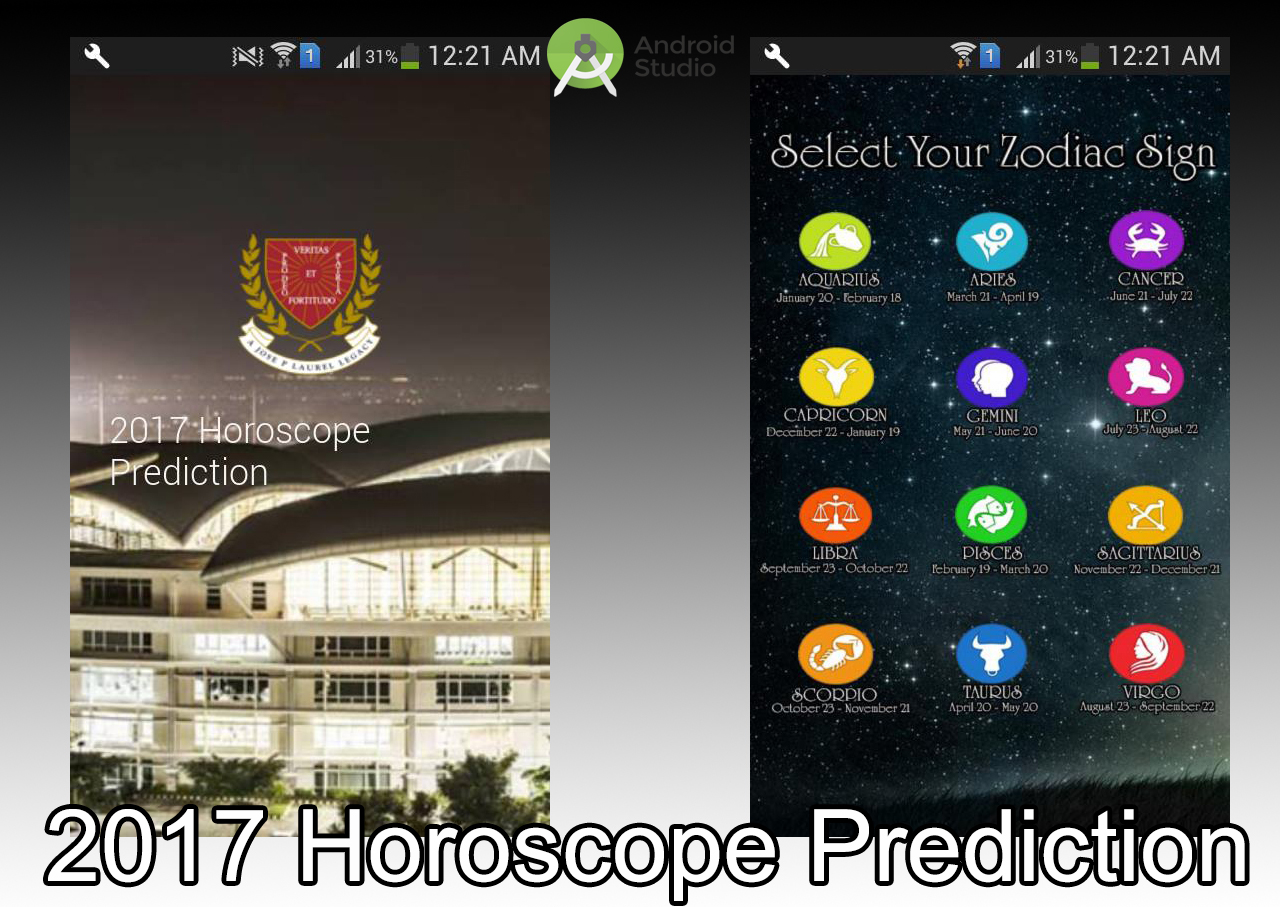 1 31% 12:21 AM
Android
Studio
1 31% 12:21 AM
VERITAS
PRODEO
ET
PATRIA
FORTITUDO
A JOSE P LAUREL LEGACY
2017 Horoscope
Prediction
Select Your Zodiac Sign
AQUARIUS
January 20 - February 18
ARIES
March 21 - April 19
CANCER
June 21 - July 22
CAPRICORN
December 22 - January 19
GEMINI
May 21 - June 20
LEO
July 23 - August 22
LIBRA
September 23 - October 22
PISCES
February 19 - March 20
SAGITTARIUS
November 22 - December 21
SCORPIO
October 23 - November 21
TAURUS
April 20 - May 20
VIRGO
August 23 - September 22
2017 Horoscope Prediction